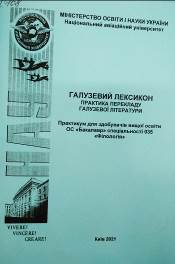 МІНІСТЕРСТВО ОСВІТИ І НАУКИ УКРАЇНИ
Національний авіаційний університет
НАУ
ГАЛУЗЕВИЙ ЛЕКСИКОН
ПРАКТИКА ПЕРЕКЛАДУ
ГАЛУЗЕВОЇ ЛІТЕРАТУРИ
Практикум для здобувачів вищої освіти
ОС «Бакалавр» спеціальності 035
«Філологія»
VIVERE!
VINCERE!
CREARE!
Київ 2021